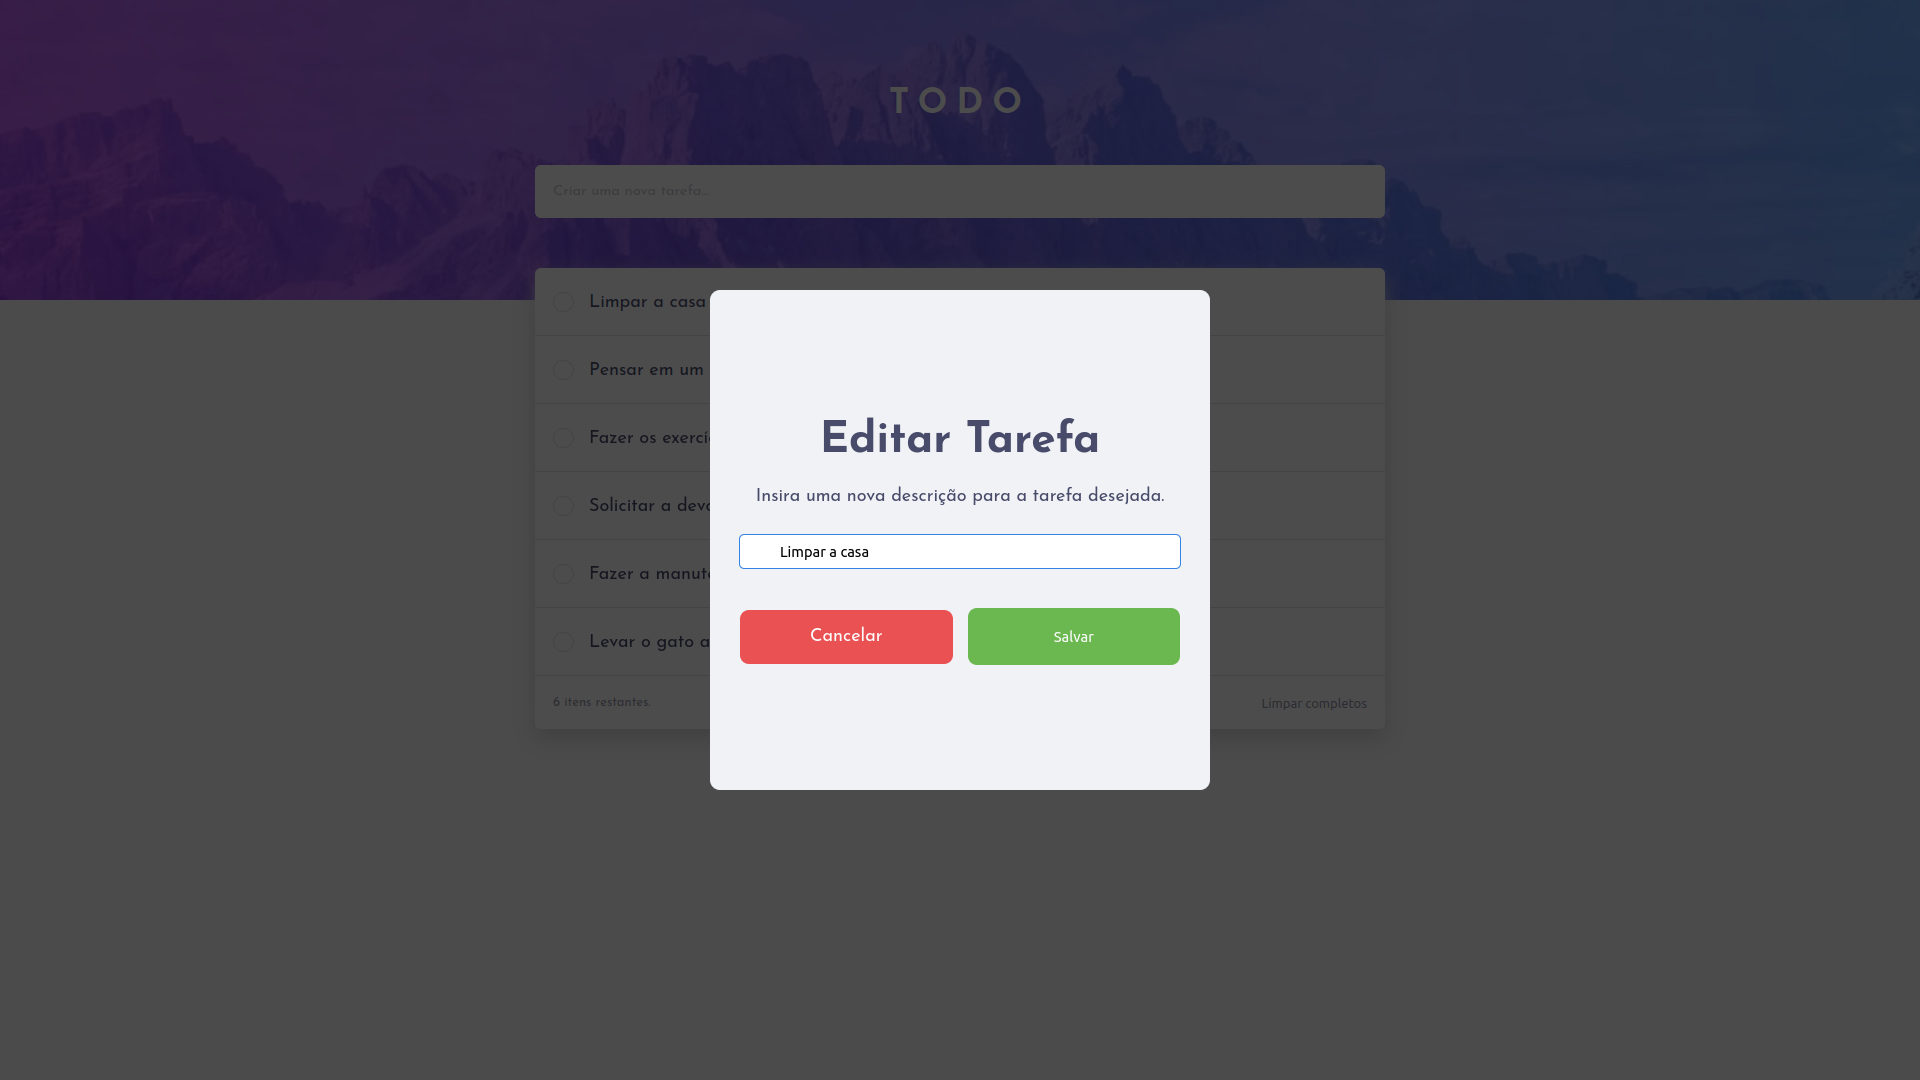 TODO
Criar uma nova tarefa...
Limpar a casa
Pensar em um
Fazer os exercí
Solicitar a devo
Fazer a manut
Levar o gato a
6 itens restantes.
Limpar completos
Editar Tarefa
Insira uma nova descrição para a tarefa desejada.
Limpar a casa
Cancelar
Salvar